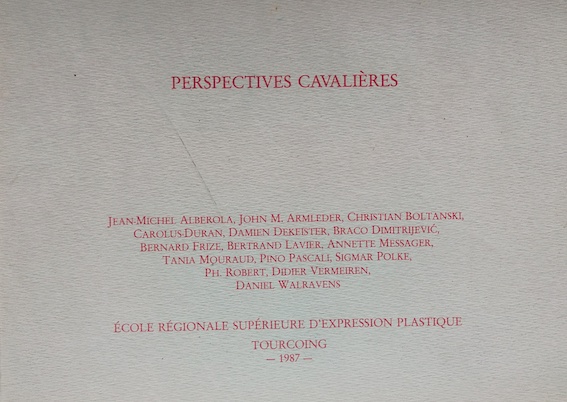 PERSPECTIVES CAVALIÈRES
JEAN-MICHEL ALBEROLA, JOHN M. ARMLEDER, CHRISTIAN BOLTANSKI,
CAROLUS-DURAN, DAMIEN DEKEISTER, BRACO DIMITRIJEVIĆ,
BERNARD FRIZE, BERTRAND LAVIER, ANNETTE MESSAGER,
TANIA MOURAUD, PINO PASCALI, SIGMAR POLKE,
PH. ROBERT, DIDIER VERMEIREN,
DANIEL WALRAVENS
ÉCOLE RÉGIONALE SUPÉRIEURE D'EXPRESSION PLASTIQUE
TOURCOING
— 1987 —